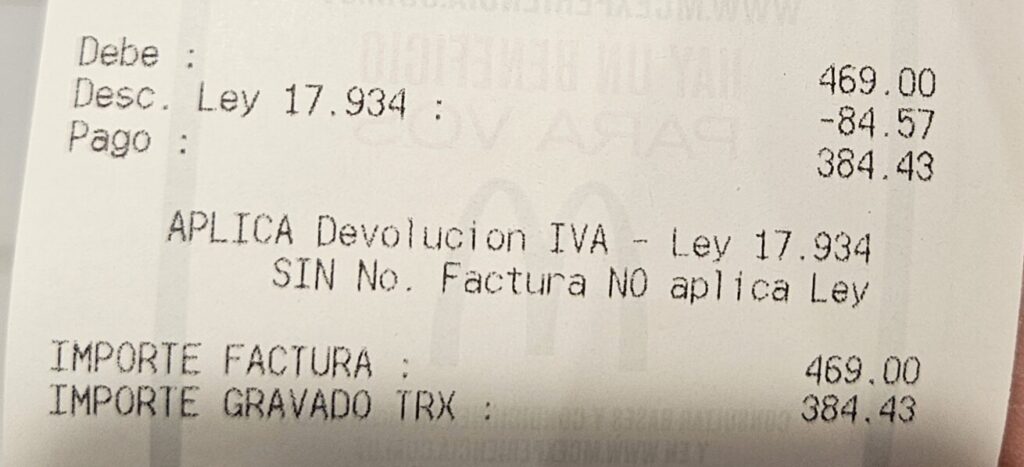 Debe : 469.00
Desc. Ley 17.934 : -84.57
Pago : 384.43
APLICA Devolucion IVA - Ley 17.934
SIN No. Factura NO aplica Ley
IMPORTE FACTURA : 469.00
IMPORTE GRAVADO TRX : 384.43